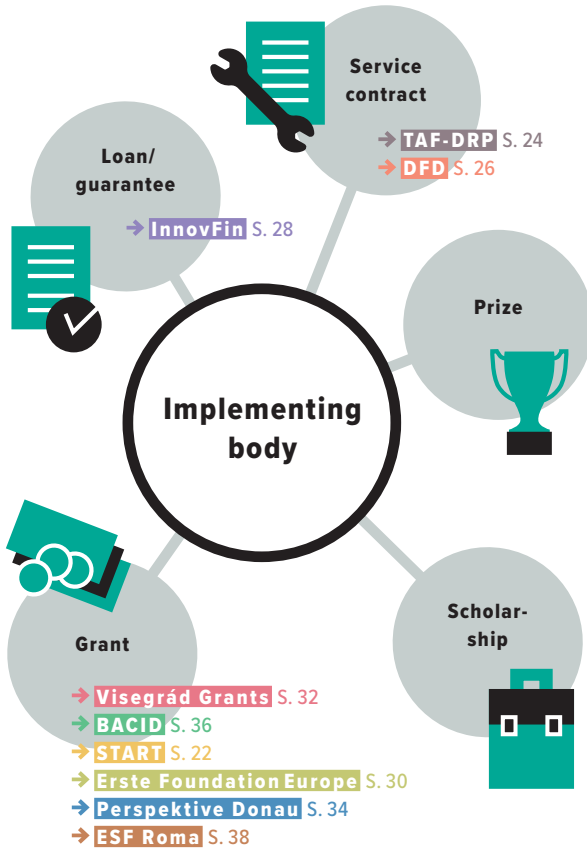 Service
contract
→ TAF-DRP S. 24
→ DFD S. 26
Loan/
guarantee
→ InnovFin S. 28
Prize
Implementing
body
Scholar-
ship
Grant
→ Visegrád Grants S. 32
→ BACID S. 36
→ START S. 22
→ Erste Foundation Europe S. 30
→ Perspektive Donau S. 34
→ ESF Roma S. 38